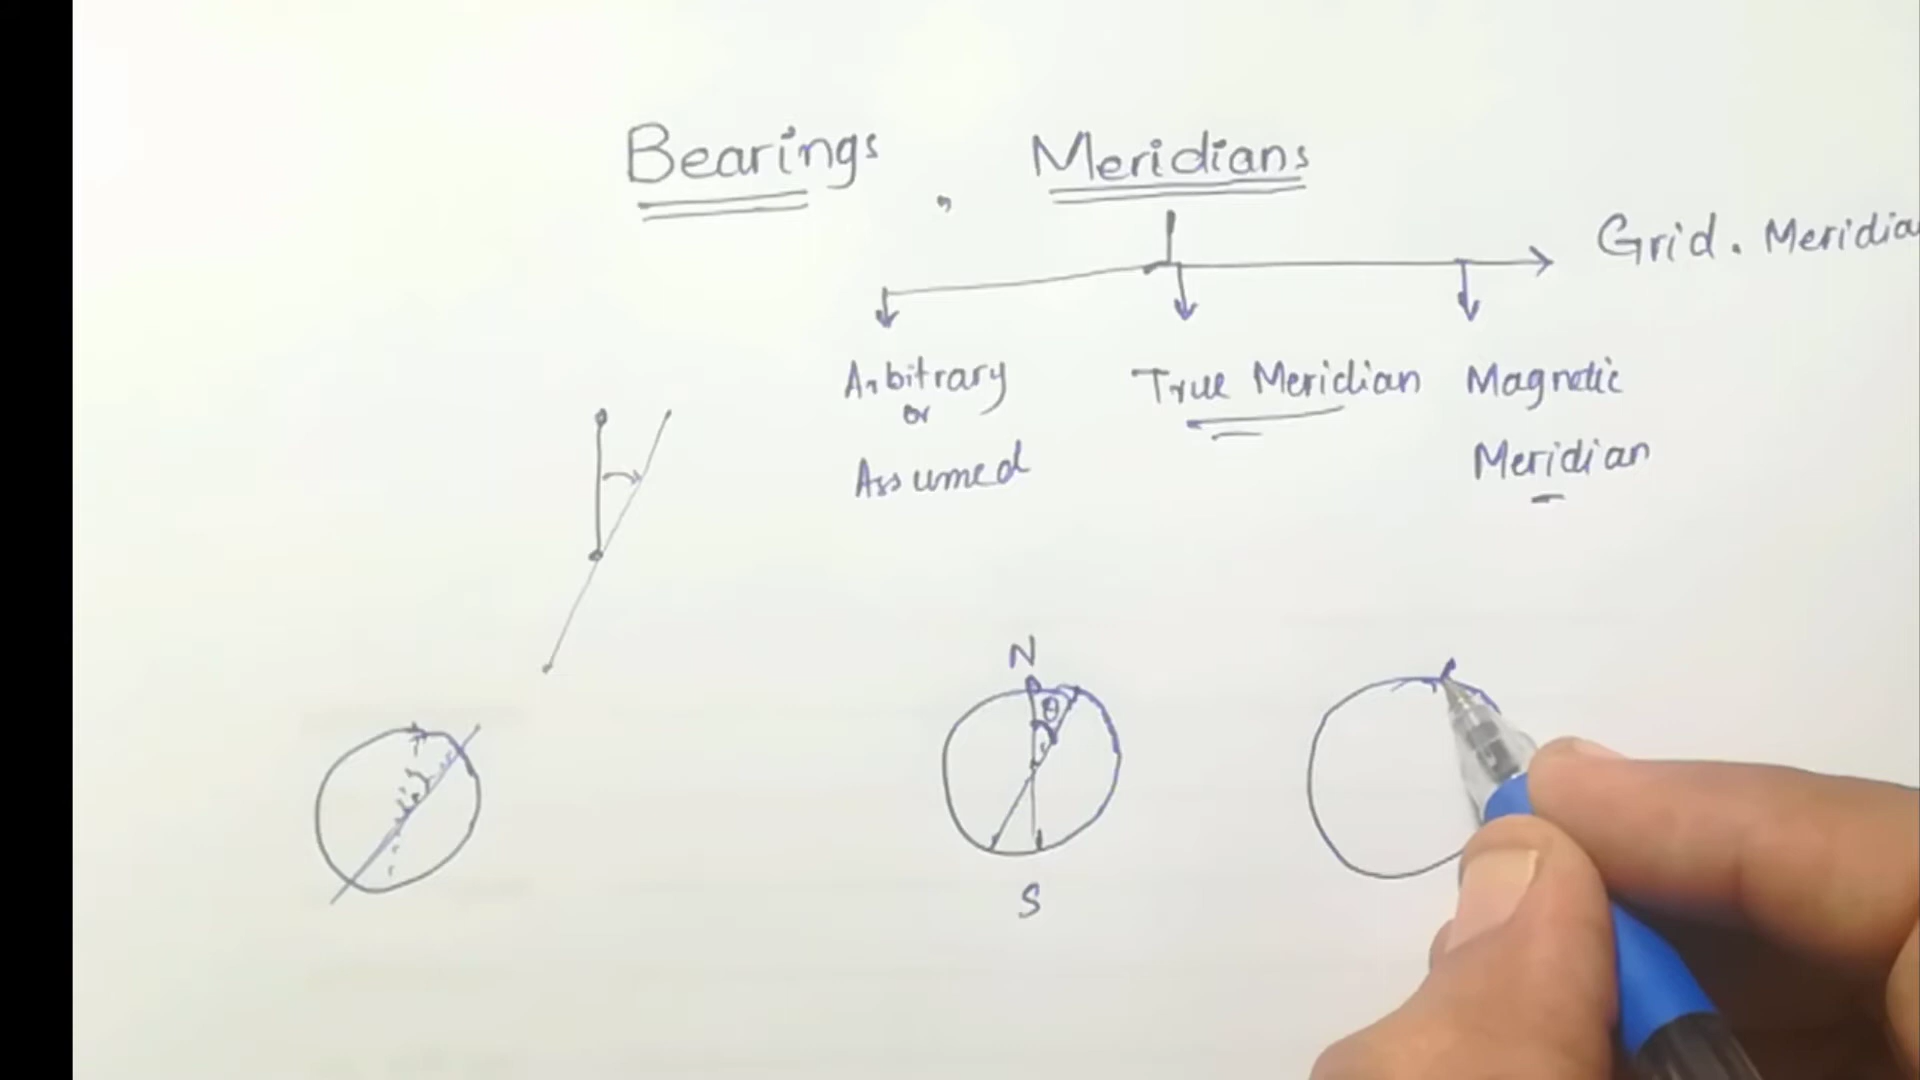 Bearings , Meridians
Grid. Meridia
Arbitrary
or
Assumed
True Meridian
Magnetic
Meridian
N
θ
S